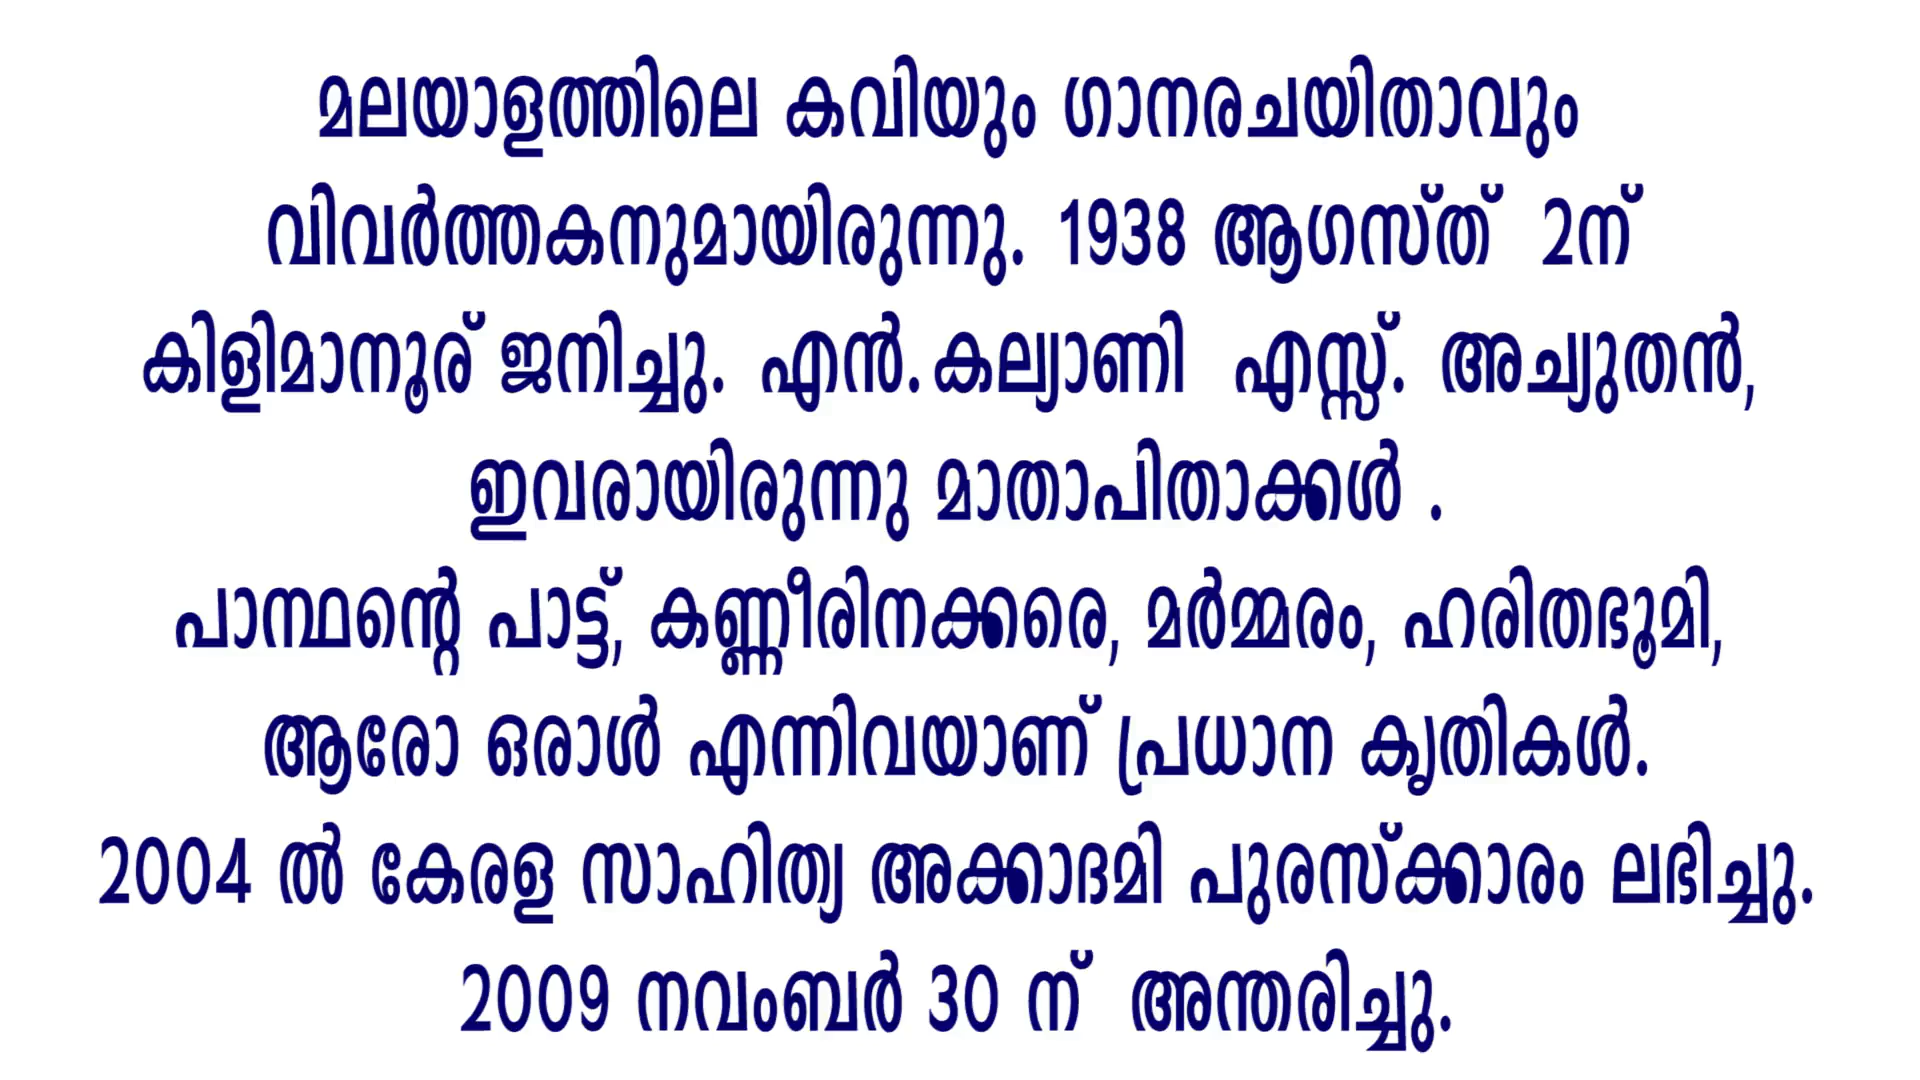 മലയാളത്തിലെ കവിയും ഗാനരചയിതാവും
വിവർത്തകനുമായിരുന്നു. 1938 ആഗസ്ത് 2ന്
കിളിമാനൂര് ജനിച്ചു. എൻ.കല്യാണി എസ്സ്. അച്യുതൻ,
ഇവരായിരുന്നു മാതാപിതാക്കൾ .
പാന്ഥന്റെ പാട്ട്, കണ്ണീരിനക്കരെ, മർമ്മരം, ഹരിതഭൂമി,
ആരോ ഒരാൾ എന്നിവയാണ് പ്രധാന കൃതികൾ.
2004 ൽ കേരള സാഹിത്യ അക്കാദമി പുരസ്ക്കാരം ലഭിച്ചു.
2009 നവംബർ 30 ന് അന്തരിച്ചു.